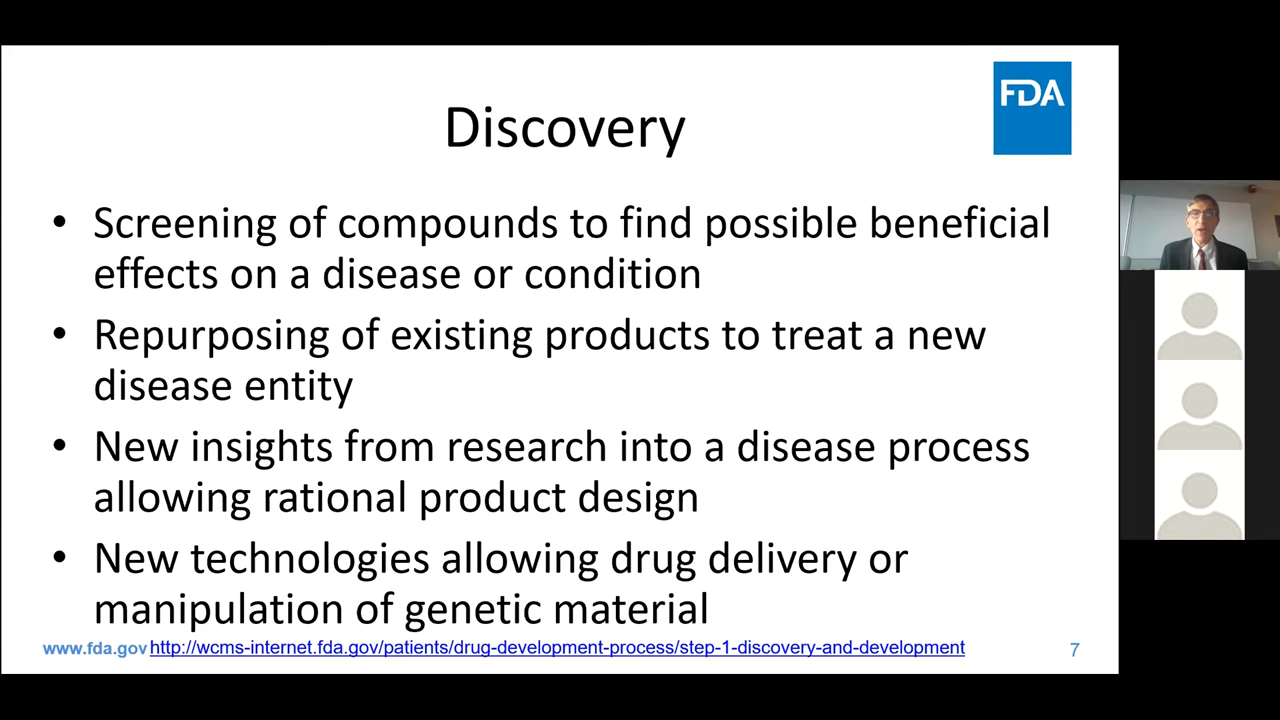 FDA
Discovery
• Screening of compounds to find possible beneficial
effects on a disease or condition
• Repurposing of existing products to treat a new
disease entity
• New insights from research into a disease process
allowing rational product design
• New technologies allowing drug delivery or
manipulation of genetic material
www.fda.gov http://wcms-internet.fda.gov/patients/drug-development-process/step-1-discovery-and-development 7